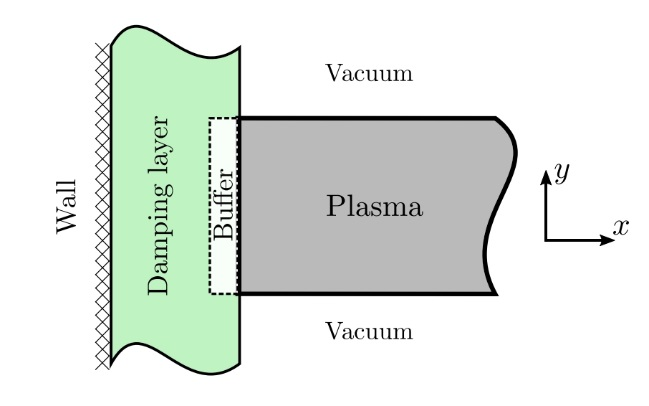 Wall
Damping layer
Buffer
Vacuum
Plasma
Vacuum
y
x